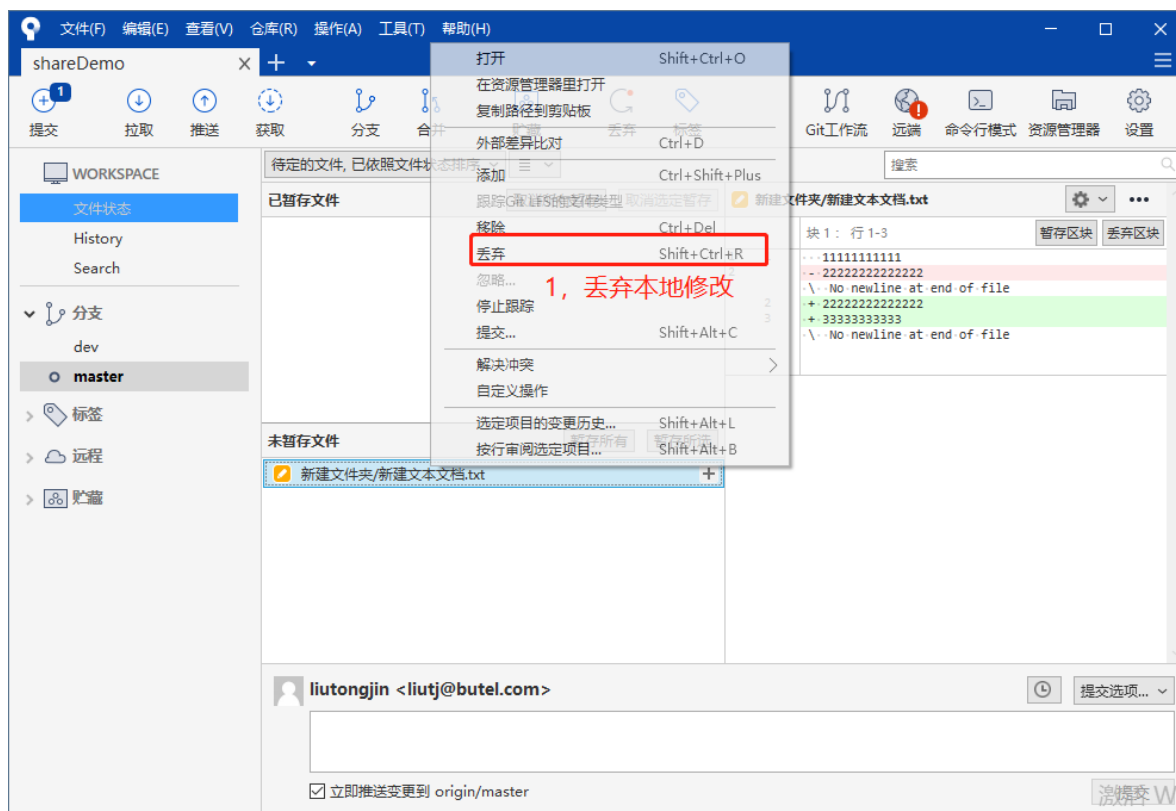 文件(F) 编辑(E) 查看(V) 仓库(R) 操作(A) 工具(T) 帮助(H)
shareDemo
1
提交 拉取 推送 获取 分支 合并 贮藏 丢弃 标签 Git工作流 远端 命令行模式 资源管理器 设置
打开 Shift+Ctrl+O
在资源管理器里打开
复制路径到剪贴板
外部差异比对 Ctrl+D
添加 Ctrl+Shift+Plus
跟踪Git LFS的文件类型
移除 Ctrl+Del
丢弃 Shift+Ctrl+R
忽略...
1，丢弃本地修改
停止跟踪
提交... Shift+Alt+C
解决冲突
自定义操作
选定项目的变更历史... Shift+Alt+L
按行审阅选定项目... Shift+Alt+B
WORKSPACE
文件状态
History
Search
分支
dev
master
标签
远程
贮藏
待定的文件, 已依照文件状态排序
搜索
已暂存文件
取消选定暂存
新建文件夹/新建文本文档.txt
块 1： 行 1-3
暂存区块 丢弃区块
11111111111
- 22222222222222
\ No newline at end of file
2 + 22222222222222
3 + 33333333333
\ No newline at end of file
未暂存文件
暂存所有 暂存所选
新建文件夹/新建文本文档.txt
liutongjin <liutj@butel.com>
提交选项...
立即推送变更到 origin/master
提交